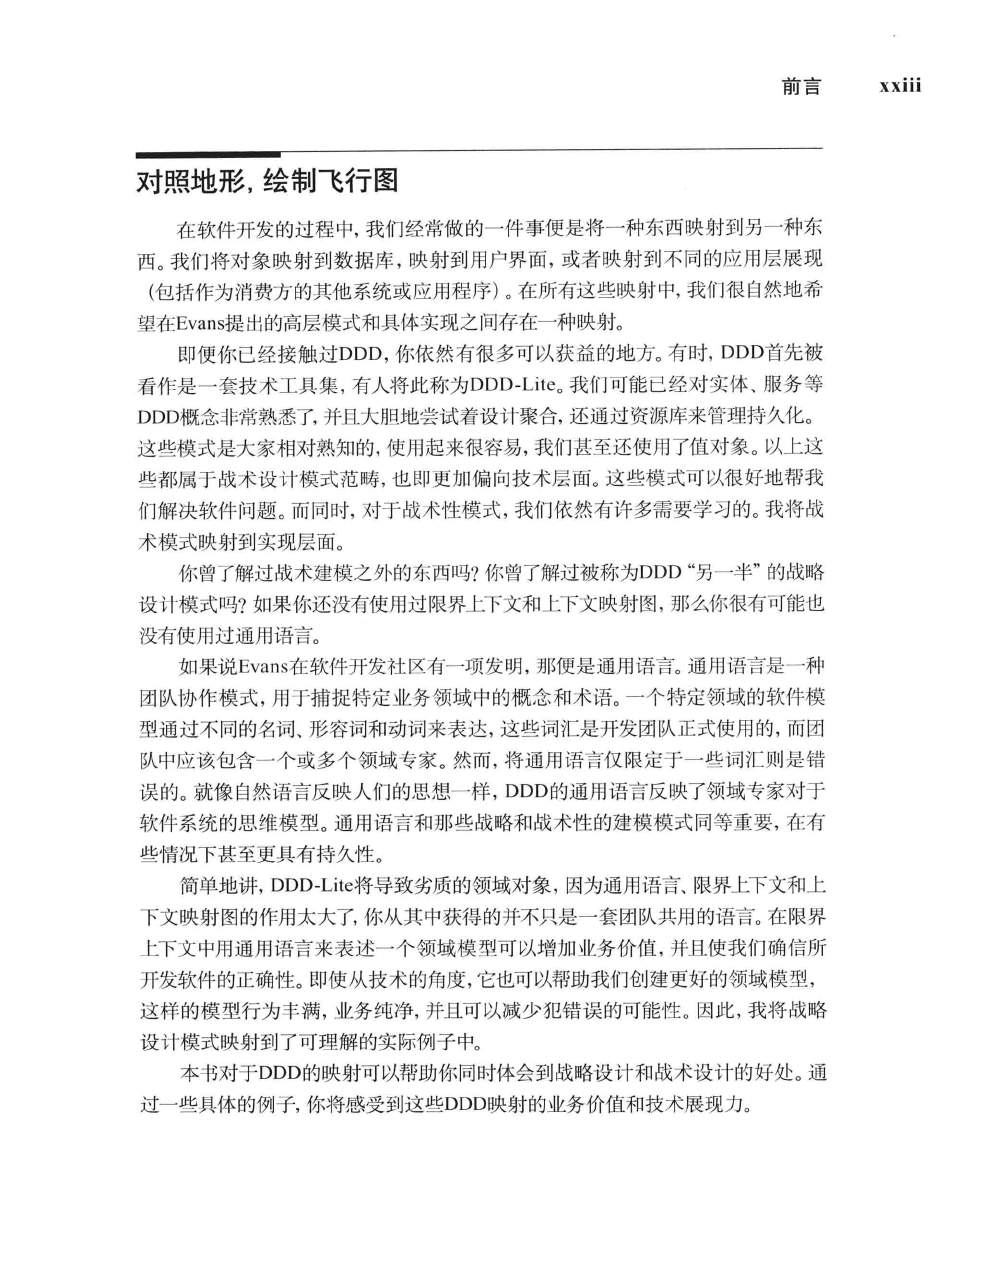 前言 xxiii
对照地形，绘制飞行图
在软件开发的过程中，我们经常做的一件事便是将一种东西映射到另一种东
西。我们将对象映射到数据库，映射到用户界面，或者映射到不同的应用层展现
（包括作为消费方的其他系统或应用程序）。在所有这些映射中，我们很自然地希
望在Evans提出的高层模式和具体实现之间存在一种映射。
即便你已经接触过DDD，你依然有很多可以获益的地方。有时，DDD首先被
看作是一套技术工具集，有人将此称为DDD-Lite。我们可能已经对实体、服务等
DDD概念非常熟悉了，并且大胆地尝试着设计聚合，还通过资源库来管理持久化。
这些模式是大家相对熟知的，使用起来很容易，我们甚至还使用了值对象。以上这
些都属于战术设计模式范畴，也即更加偏向技术层面。这些模式可以很好地帮我
们解决软件问题。而同时，对于战术性模式，我们依然有许多需要学习的。我将战
术模式映射到实现层面。
你曾了解过战术建模之外的东西吗？你曾了解过被称为DDD“另一半”的战略
设计模式吗？如果你还没有使用过限界上下文和上下文映射图，那么你很有可能也
没有使用过通用语言。
如果说Evans在软件开发社区有一项发明，那便是通用语言。通用语言是一种
团队协作模式，用于捕捉特定业务领域中的概念和术语。一个特定领域的软件模
型通过不同的名词、形容词和动词来表达，这些词汇是开发团队正式使用的，而团
队中应该包含一个或多个领域专家。然而，将通用语言仅限定于一些词汇则是错
误的。就像自然语言反映人们的思想一样，DDD的通用语言反映了领域专家对于
软件系统的思维模型。通用语言和那些战略和战术性的建模模式同等重要，在有
些情况下甚至更具有持久性。
简单地讲，DDD-Lite将导致劣质的领域对象，因为通用语言、限界上下文和上
下文映射图的作用太大了，你从其中获得的并不只是一套团队共用的语言。在限界
上下文中用通用语言来表述一个领域模型可以增加业务价值，并且使我们确信所
开发软件的正确性。即使从技术的角度，它也可以帮助我们创建更好的领域模型，
这样的模型行为丰满，业务纯净，并且可以减少犯错误的可能性。因此，我将战略
设计模式映射到了可理解的实际例子中。
本书对于DDD的映射可以帮助你同时体会到战略设计和战术设计的好处。通
过一些具体的例子，你将感受到这些DDD映射的业务价值和技术展现力。